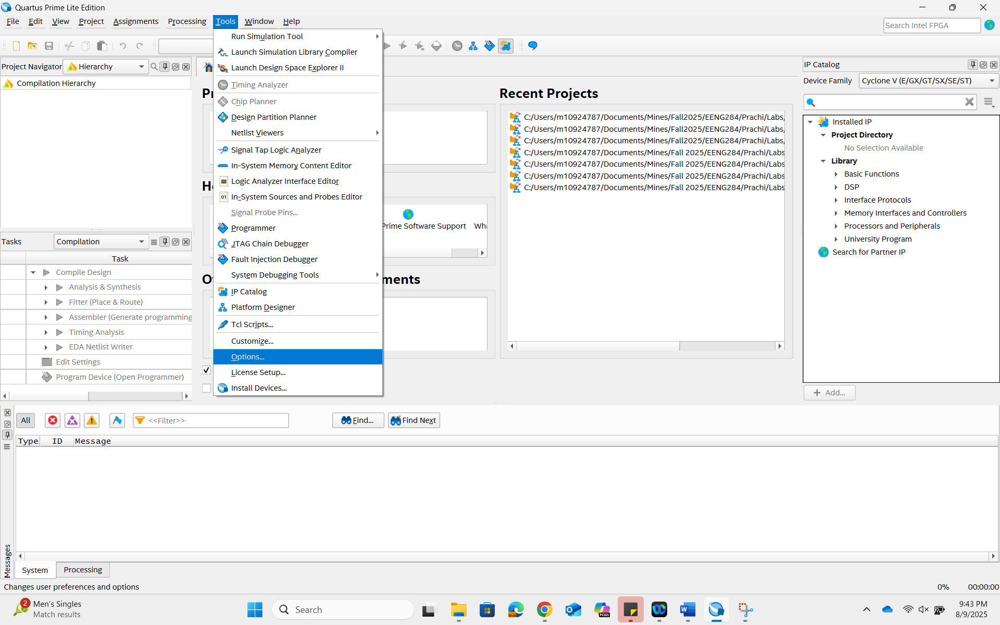 Quartus Prime Lite Edition
File Edit View Project Assignments Processing Tools Window Help
Search Intel FPGA
Run Simulation Tool
Launch Simulation Library Compiler
Launch Design Space Explorer II
Timing Analyzer
Chip Planner
Design Partition Planner
Netlist Viewers
Signal Tap Logic Analyzer
In-System Memory Content Editor
Logic Analyzer Interface Editor
In-System Sources and Probes Editor
Signal Probe Pins...
Programmer
JTAG Chain Debugger
Fault Injection Debugger
System Debugging Tools
IP Catalog
Platform Designer
Tcl Scripts...
Customize...
Options...
License Setup...
Install Devices...
Project Navigator Hierarchy
Compilation Hierarchy
Tasks Compilation
Task
Compile Design
Analysis & Synthesis
Fitter (Place & Route)
Assembler (Generate programming
Timing Analysis
EDA Netlist Writer
Edit Settings
Program Device (Open Programmer)
Prime Software Support
ments
Recent Projects
C:/Users/m10924787/Documents/Mines/Fall2025/EENG284/Prachi/Labs/
C:/Users/m10924787/Documents/Mines/Fall2025/EENG284/Prachi/Labs/
C:/Users/m10924787/Documents/Mines/Fall2025/EENG284/Prachi/Labs/
C:/Users/m10924787/Documents/Mines/Fall 2025/EENG284/Prachi/Labs
C:/Users/m10924787/Documents/Mines/Fall 2025/EENG284/Prachi/Labs
C:/Users/m10924787/Documents/Mines/Fall 2025/EENG284/Prachi/Labs
C:/Users/m10924787/Documents/Mines/Fall 2025/EENG284/Prachi/Labs
IP Catalog
Device Family Cyclone V (E/GX/GT/SX/SE/ST)
Installed IP
Project Directory
No Selection Available
Library
Basic Functions
DSP
Interface Protocols
Memory Interfaces and Controllers
Processors and Peripherals
University Program
Search for Partner IP
+ Add...
All <<Filter>> Find... Find Next
Type ID Message
Messages
System Processing
Changes user preferences and options 0% 00:00:00
2 Men's Singles
Match results
Search
M365
9:43 PM
8/9/2025